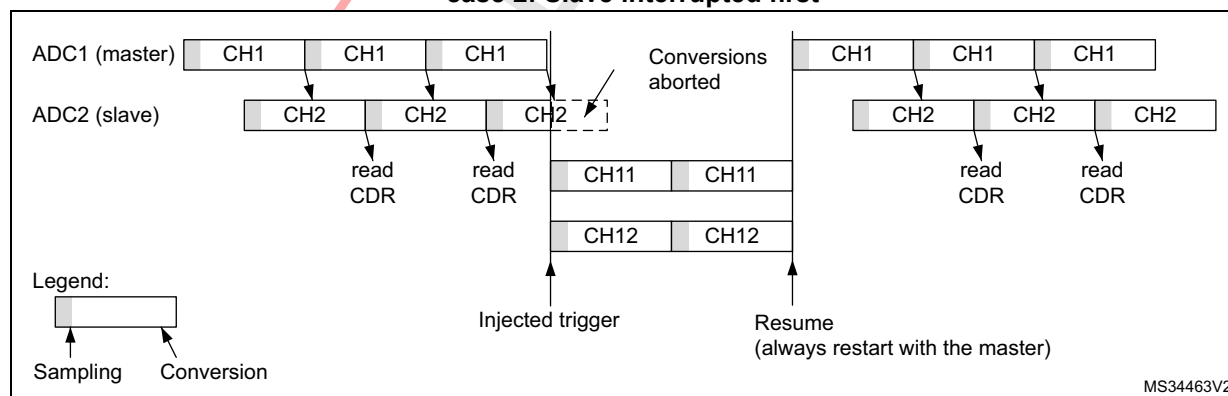 case 2: Slave interrupted first
ADC1 (master) CH1 CH1 CH1 Conversions aborted CH1 CH1 CH1
ADC2 (slave) CH2 CH2 CH2 CH2 CH2 CH2
read CDR read CDR read CDR read CDR
CH11 CH11
CH12 CH12
Legend:
Sampling Conversion
Injected trigger
Resume
(always restart with the master)
MS34463V2